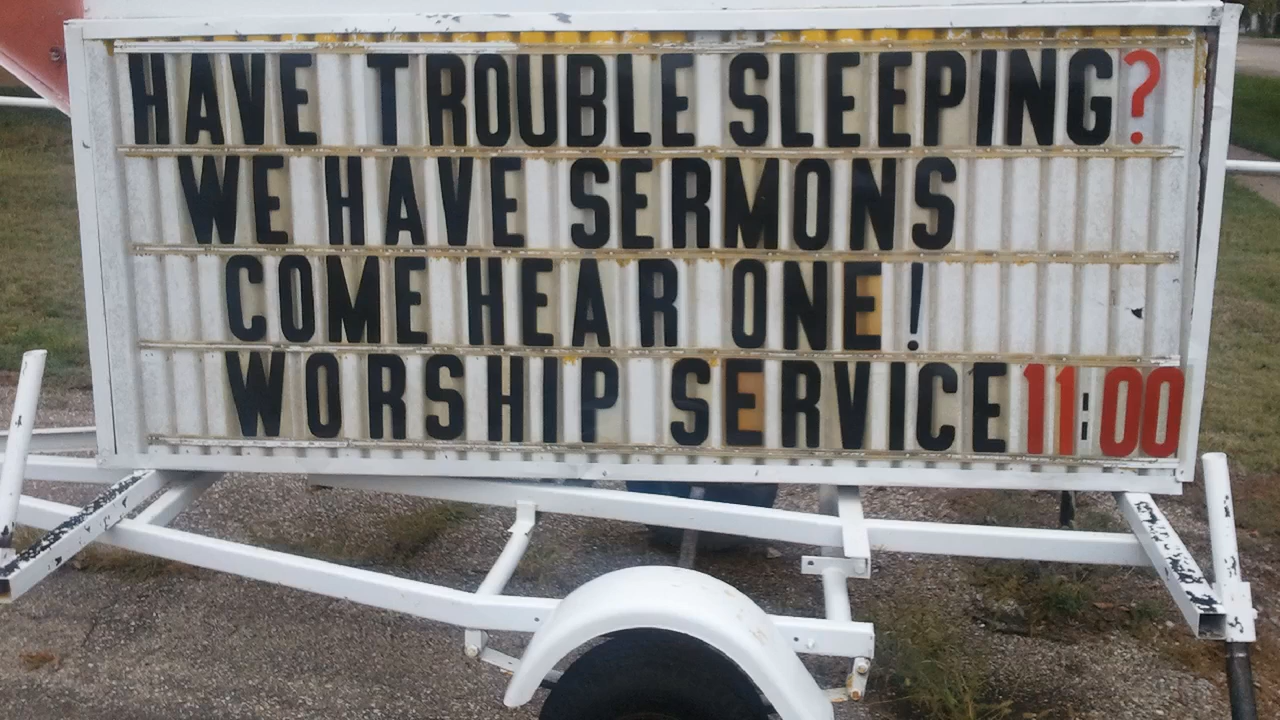 HAVE TROUBLE SLEEPING?
WE HAVE SERMONS
COME HEAR ONE!
WORSHIP SERVICE 11:00